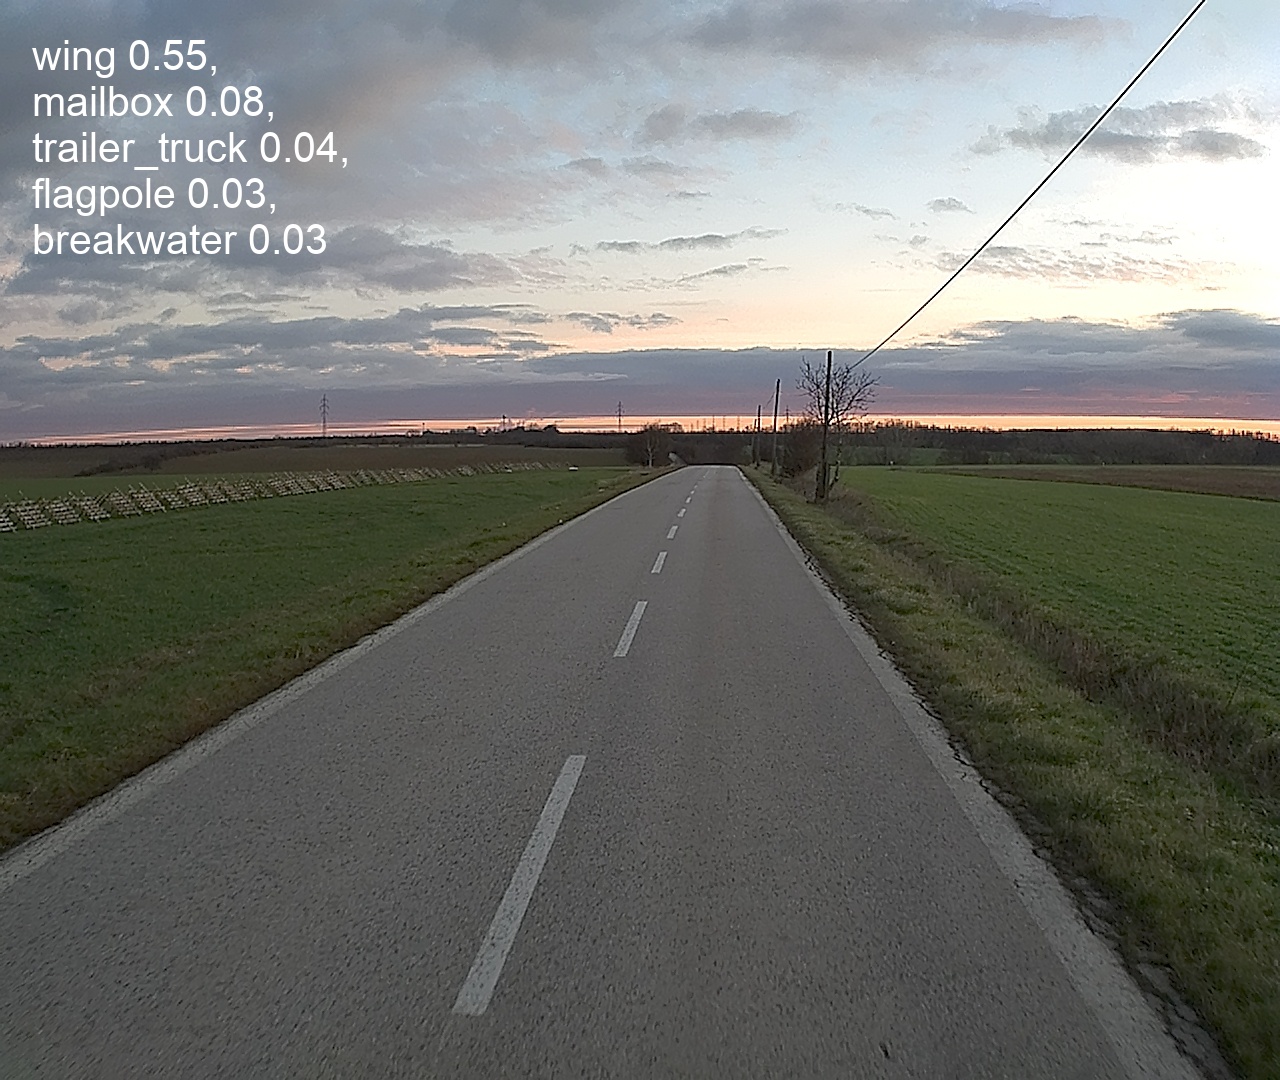 wing 0.55,
mailbox 0.08,
trailer_truck 0.04,
flagpole 0.03,
breakwater 0.03